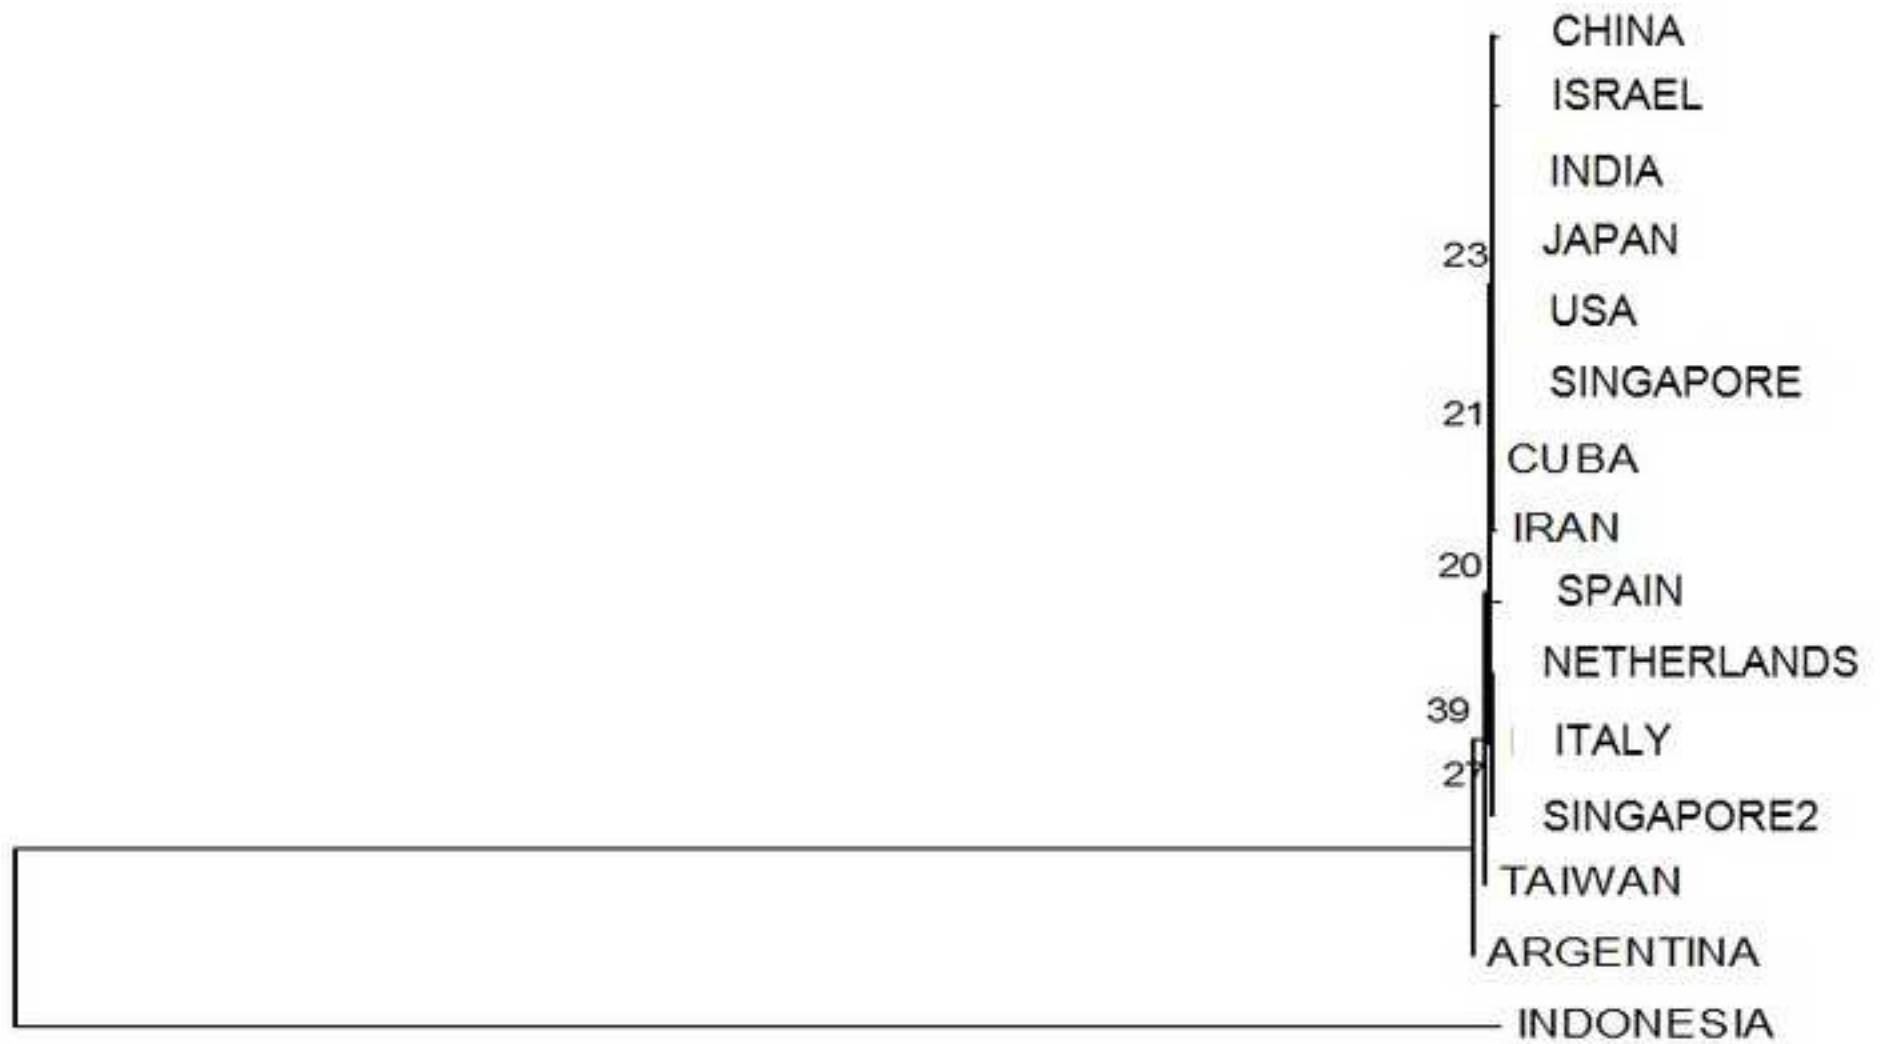 CHINA
ISRAEL
INDIA
JAPAN
23
USA
SINGAPORE
21
CUBA
IRAN
20
SPAIN
NETHERLANDS
39
ITALY
27
SINGAPORE2
TAIWAN
ARGENTINA
INDONESIA